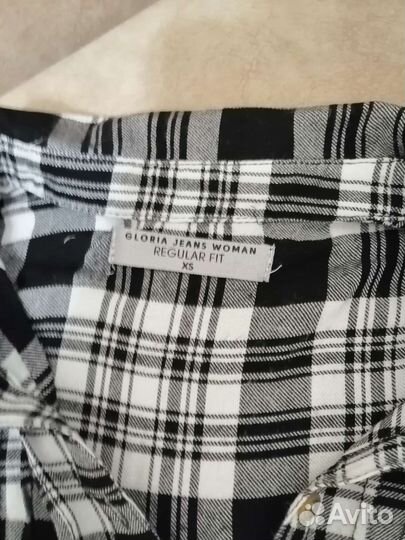 GLORIA JEANS WOMAN
REGULAR FIT
XS
Avito